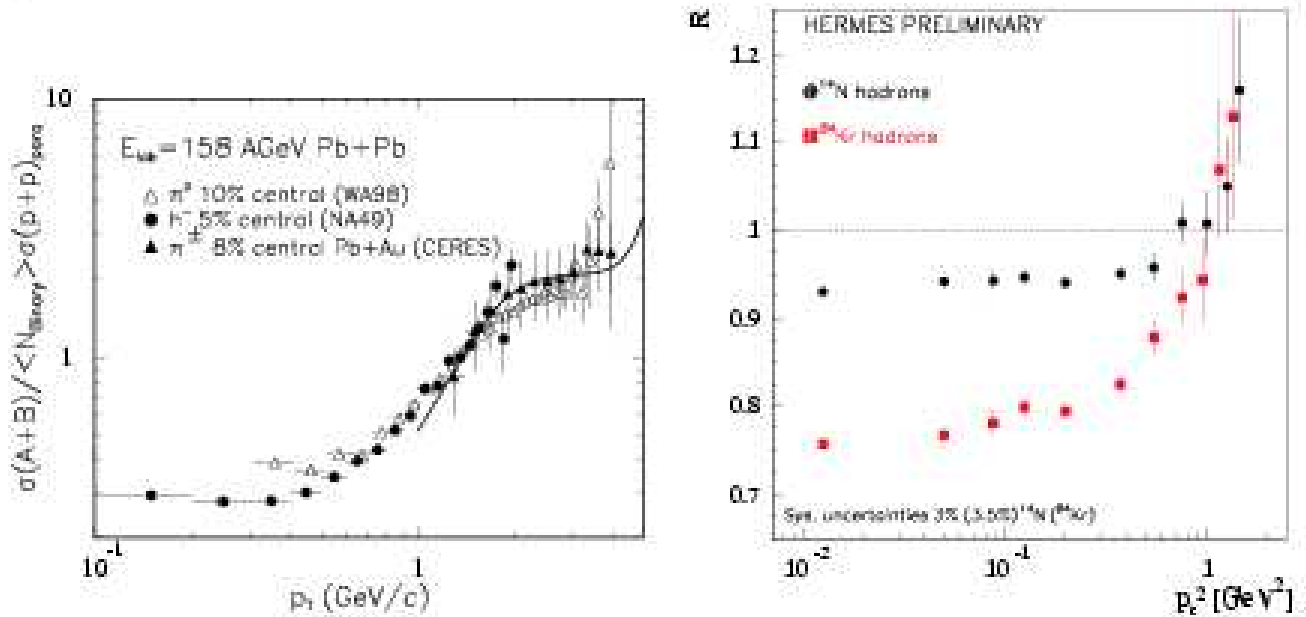 σ(A+B)/<N_Binary>σ(p+p)_para
10
1
E_lab=158 AGeV Pb+Pb
△ π⁰ 10% central (WA98)
● h⁻ 5% central (NA49)
▲ π± 8% central Pb+Au (CERES)
10⁻¹
1
p_T (GeV/c)
R
HERMES PRELIMINARY
● ¹⁴N hadrons
■ ⁸⁴Kr hadrons
1.2
1.1
1
0.9
0.8
0.7
Sys. uncertainties 3% (3.5%) ¹⁴N (⁸⁴Kr)
10⁻²
10⁻¹
1
p_t² [GeV²]